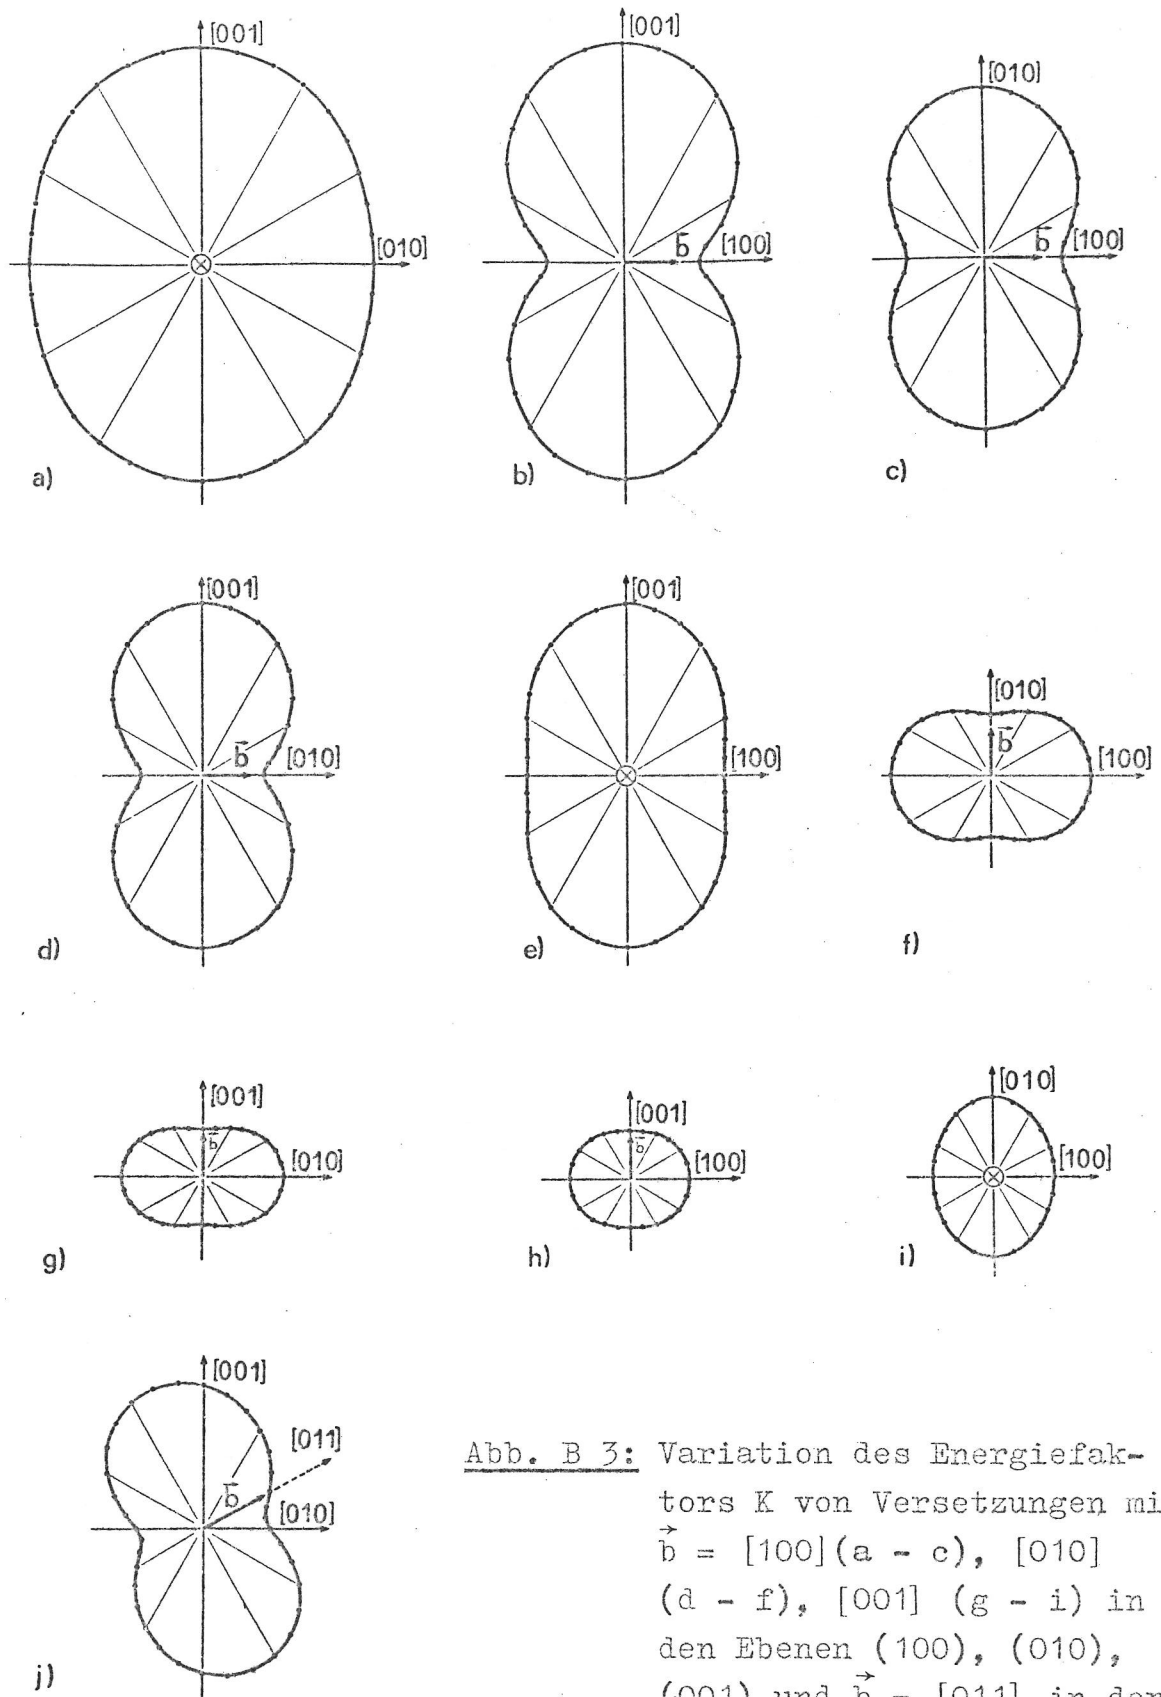 [001]
[010]
a)
[001]
b [100]
b)
[010]
b [100]
c)
[001]
b [010]
d)
[001]
[100]
e)
[010]
b
[100]
f)
[001]
b
[010]
g)
[001]
b
[100]
h)
[010]
[100]
i)
[001]
[011]
b
[010]
j)
Abb. B 3: Variation des Energiefak-
tors K von Versetzungen mi
b⃗ = [100](a - c), [010]
(d - f), [001] (g - i) in
den Ebenen (100), (010),
(001) und b⃗ = [011] in der